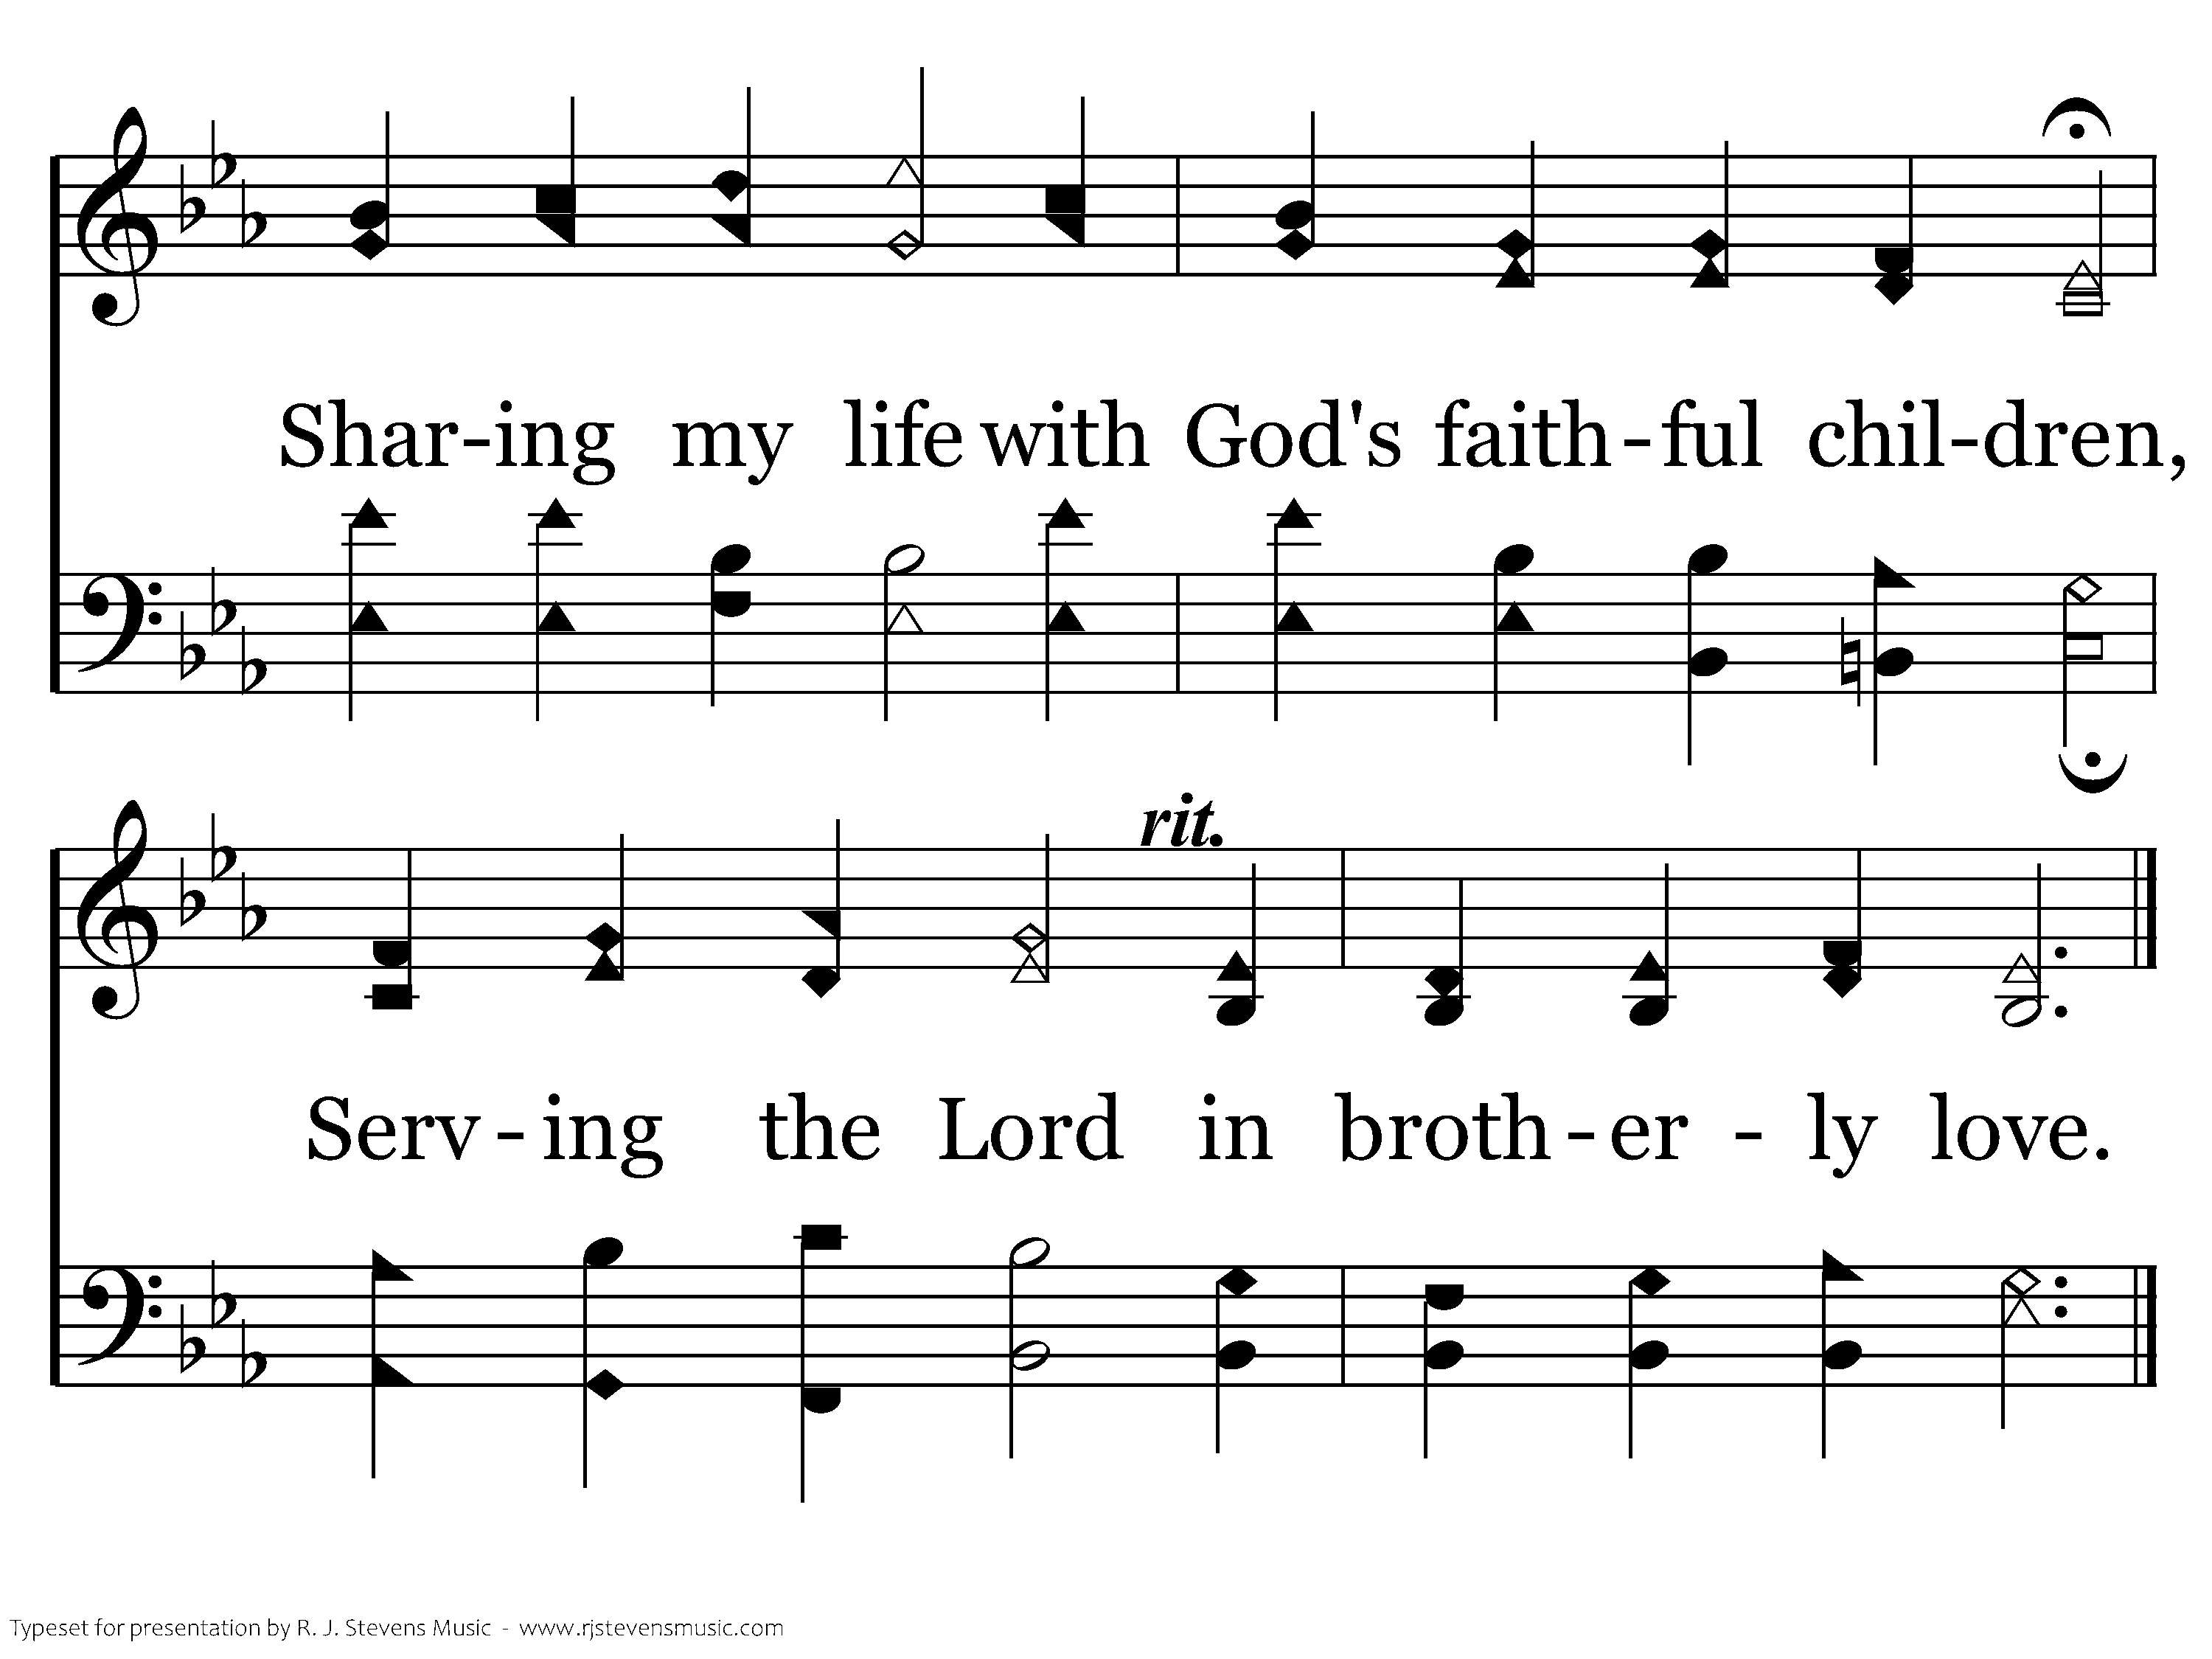 Shar-ing my life with God's faith-ful chil-dren,
rit.
Serv-ing the Lord in broth-er-ly love.
Typeset for presentation by R. J. Stevens Music - www.rjstevensmusic.com